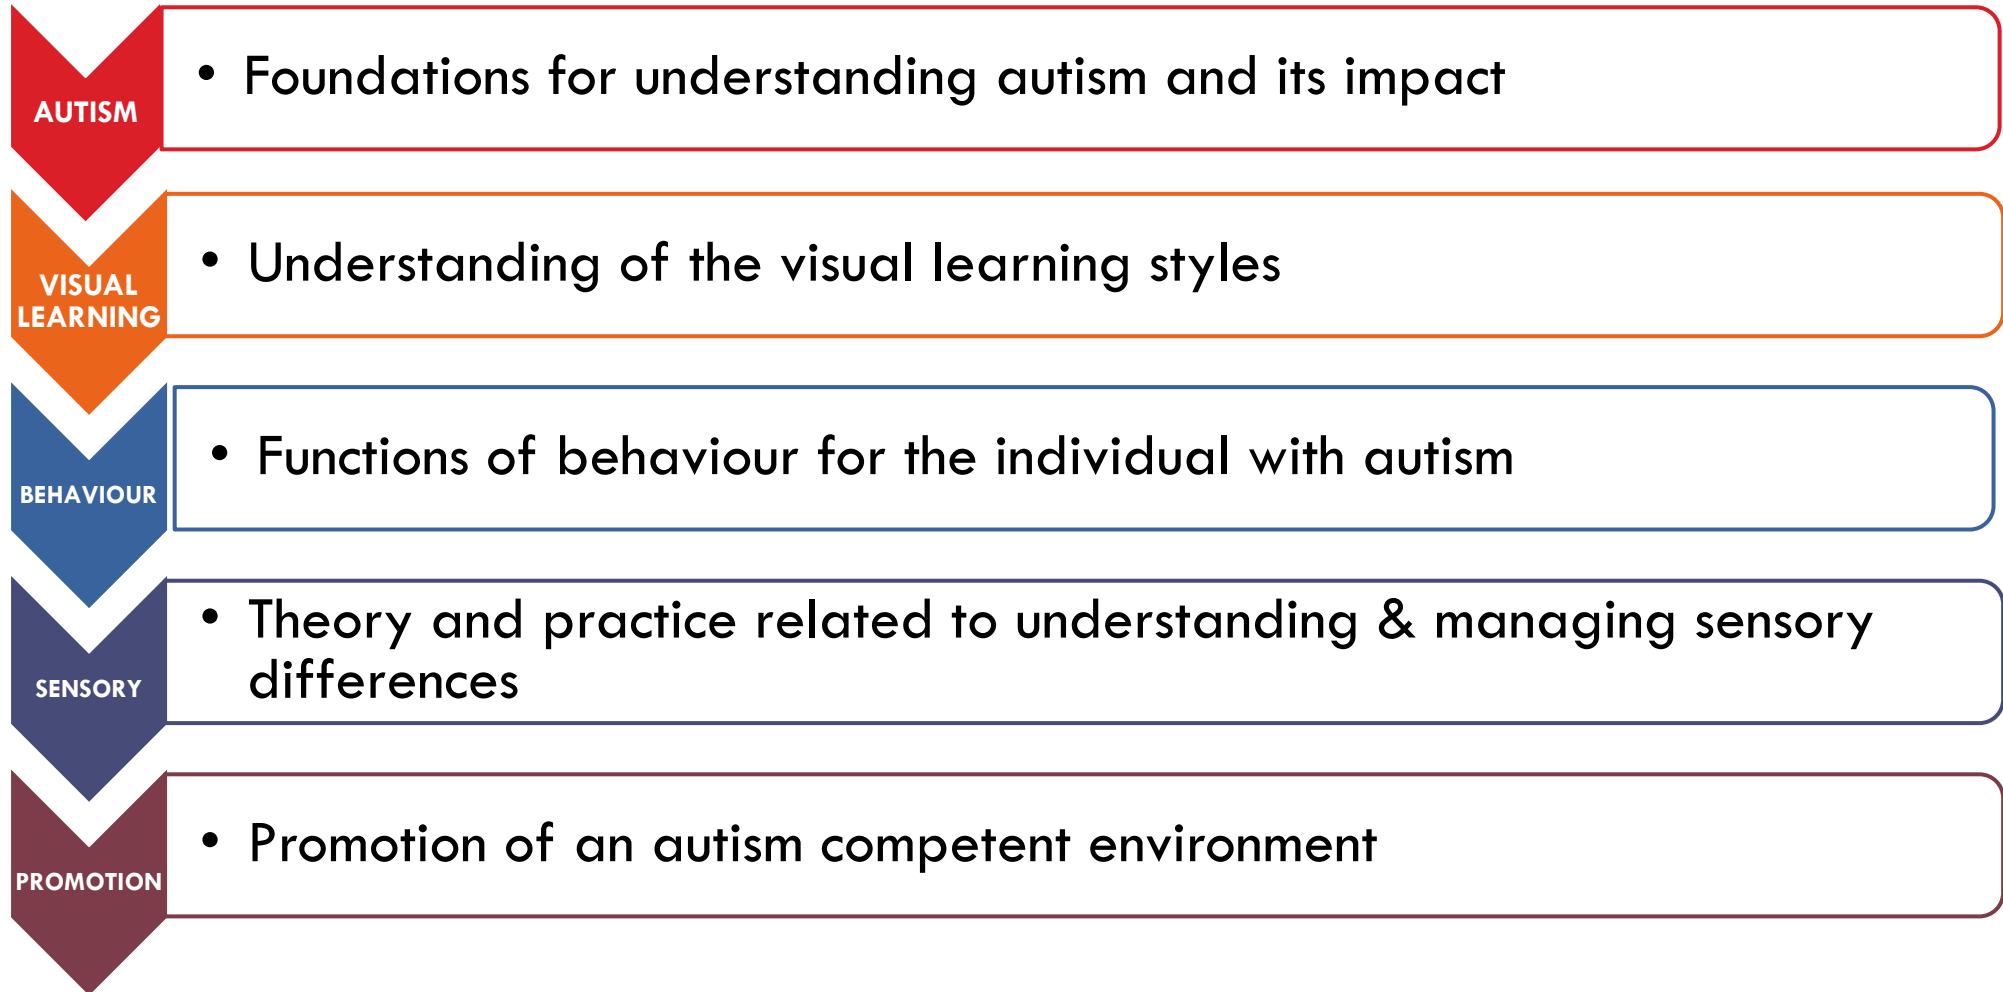 AUTISM
• Foundations for understanding autism and its impact
VISUAL
LEARNING
• Understanding of the visual learning styles
BEHAVIOUR
• Functions of behaviour for the individual with autism
SENSORY
• Theory and practice related to understanding & managing sensory
differences
PROMOTION
• Promotion of an autism competent environment